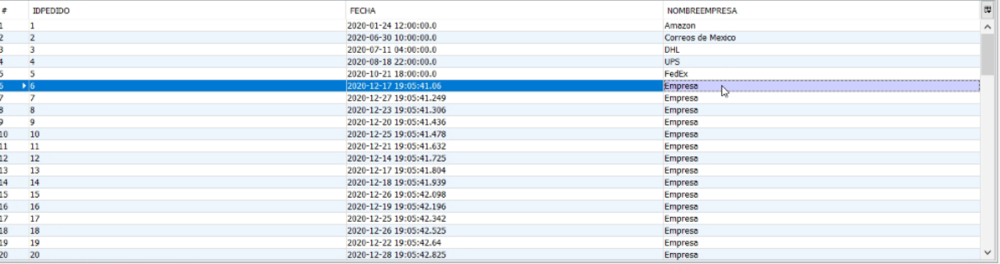 # IDPEDIDO FECHA NOMBREEMPRESA
1 1 2020-01-24 12:00:00.0 Amazon
2 2 2020-06-30 10:00:00.0 Correos de Mexico
3 3 2020-07-11 04:00:00.0 DHL
4 4 2020-08-18 22:00:00.0 UPS
5 5 2020-10-21 18:00:00.0 FedEx
6 6 2020-12-17 19:05:41.06 Empresa
7 7 2020-12-27 19:05:41.249 Empresa
8 8 2020-12-23 19:05:41.306 Empresa
9 9 2020-12-20 19:05:41.436 Empresa
10 10 2020-12-25 19:05:41.478 Empresa
11 11 2020-12-21 19:05:41.632 Empresa
12 12 2020-12-14 19:05:41.725 Empresa
13 13 2020-12-17 19:05:41.804 Empresa
14 14 2020-12-18 19:05:41.939 Empresa
15 15 2020-12-26 19:05:42.098 Empresa
16 16 2020-12-19 19:05:42.196 Empresa
17 17 2020-12-25 19:05:42.342 Empresa
18 18 2020-12-26 19:05:42.525 Empresa
19 19 2020-12-22 19:05:42.64 Empresa
20 20 2020-12-28 19:05:42.825 Empresa